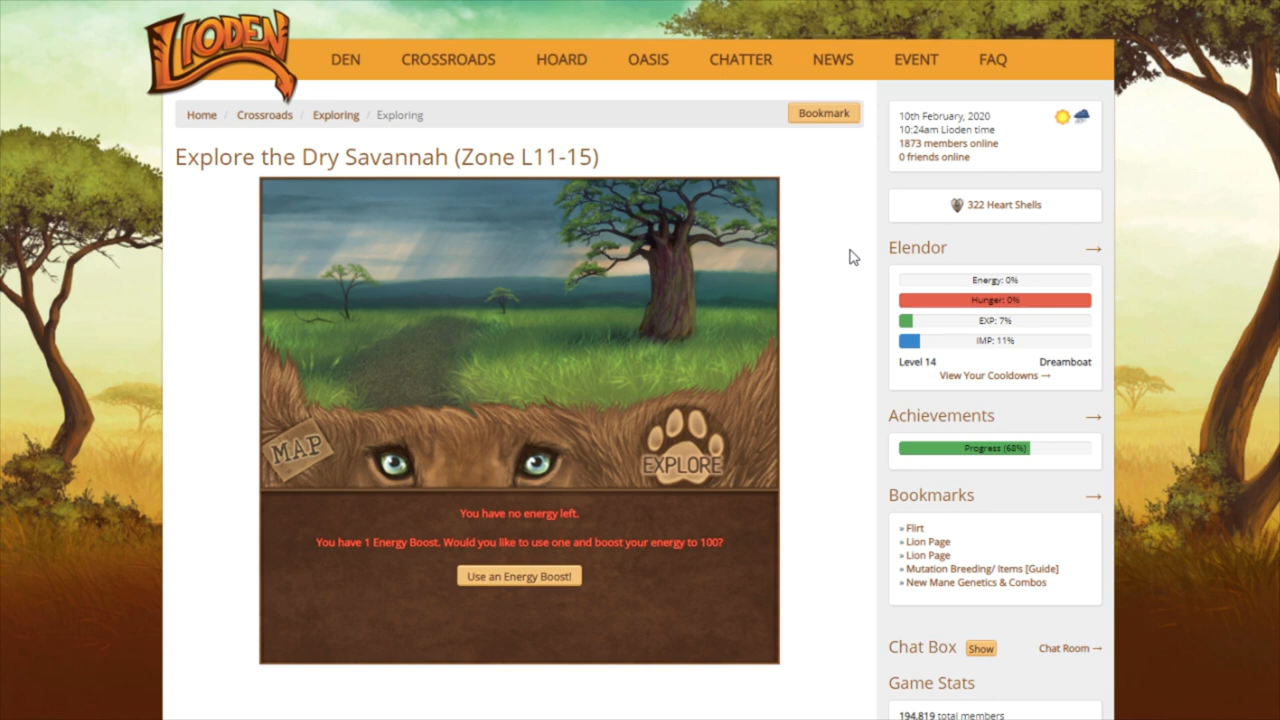 LIODEN
DEN CROSSROADS HOARD OASIS CHATTER NEWS EVENT FAQ
Home / Crossroads / Exploring / Exploring
Bookmark
Explore the Dry Savannah (Zone L11-15)
MAP
EXPLORE
You have no energy left.
You have 1 Energy Boost. Would you like to use one and boost your energy to 100?
Use an Energy Boost!
10th February, 2020
10:24am Lioden time
1873 members online
0 friends online
322 Heart Shells
Elendor →
Energy: 0%
Hunger: 0%
EXP: 7%
IMP: 11%
Level 14 Dreamboat
View Your Cooldowns →
Achievements →
Progress (68%)
Bookmarks →
» Flirt
» Lion Page
» Lion Page
» Mutation Breeding/ Items [Guide]
» New Mane Genetics & Combos
Chat Box Show Chat Room →
Game Stats
194,819 total members